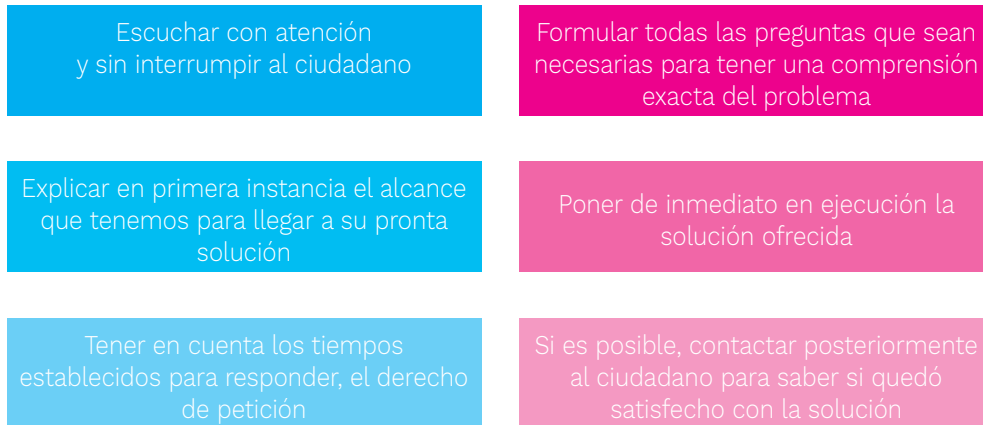 Escuchar con atención
y sin interrumpir al ciudadano
Formular todas las preguntas que sean
necesarias para tener una comprensión
exacta del problema
Explicar en primera instancia el alcance
que tenemos para llegar a su pronta
solución
Poner de inmediato en ejecución la
solución ofrecida
Tener en cuenta los tiempos
establecidos para responder, el derecho
de petición
Si es posible, contactar posteriormente
al ciudadano para saber si quedó
satisfecho con la solución